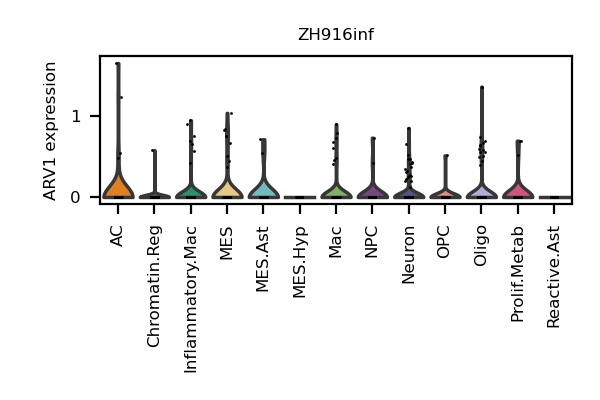 ZH916inf
ARV1 expression
1
0
AC
Chromatin.Reg
Inflammatory.Mac
MES
MES.Ast
MES.Hyp
Mac
NPC
Neuron
OPC
Oligo
Prolif.Metab
Reactive.Ast